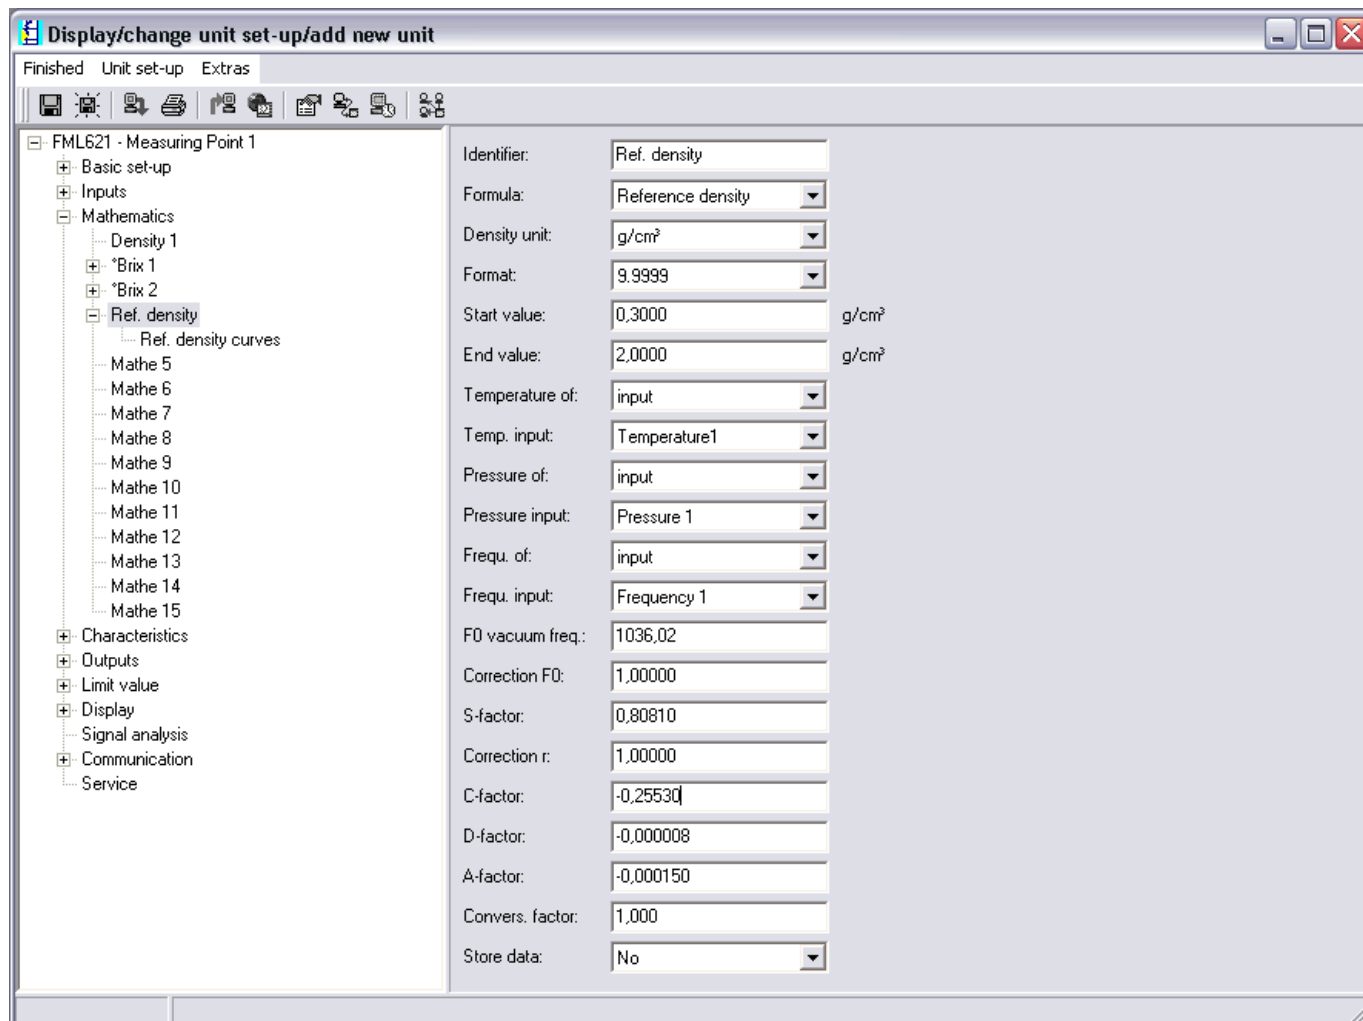 Display/change unit set-up/add new unit
Finished Unit set-up Extras
FML621 - Measuring Point 1
Basic set-up
Inputs
Mathematics
Density 1
°Brix 1
°Brix 2
Ref. density
Ref. density curves
Mathe 5
Mathe 6
Mathe 7
Mathe 8
Mathe 9
Mathe 10
Mathe 11
Mathe 12
Mathe 13
Mathe 14
Mathe 15
Characteristics
Outputs
Limit value
Display
Signal analysis
Communication
Service
Identifier: Ref. density
Formula: Reference density
Density unit: g/cm³
Format: 9.9999
Start value: 0,3000 g/cm³
End value: 2,0000 g/cm³
Temperature of: input
Temp. input: Temperature1
Pressure of: input
Pressure input: Pressure 1
Frequ. of: input
Frequ. input: Frequency 1
F0 vacuum freq.: 1036,02
Correction F0: 1,00000
S-factor: 0,80810
Correction r: 1,00000
C-factor: -0,25530
D-factor: -0,000008
A-factor: -0,000150
Convers. factor: 1,000
Store data: No